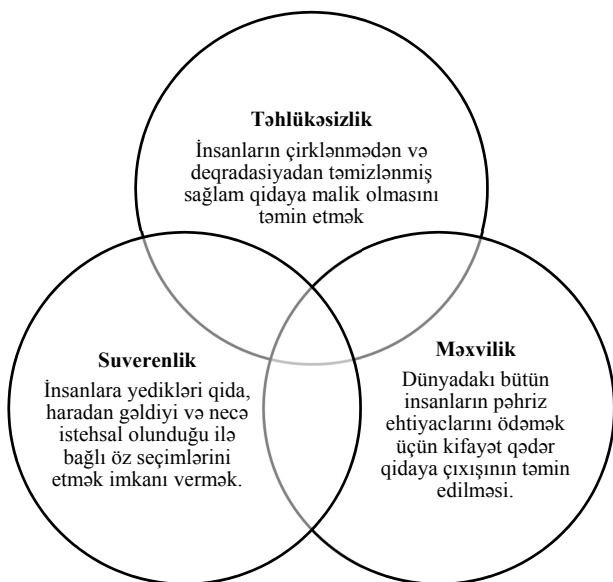 Təhlükəsizlik
İnsanların çirklənmədən və
deqradasiyadan təmizlənmiş
sağlam qidaya malik olmasını
təmin etmək
Suverenlik
İnsanlara yedikləri qida,
haradan gəldiyi və necə
istehsal olunduğu ilə
bağlı öz seçimlərini
etmək imkanı vermək.
Məxvilik
Dünyadakı bütün
insanların pəhriz
ehtiyaclarını ödəmək
üçün kifayət qədər
qidaya çıxışının təmin
edilməsi.